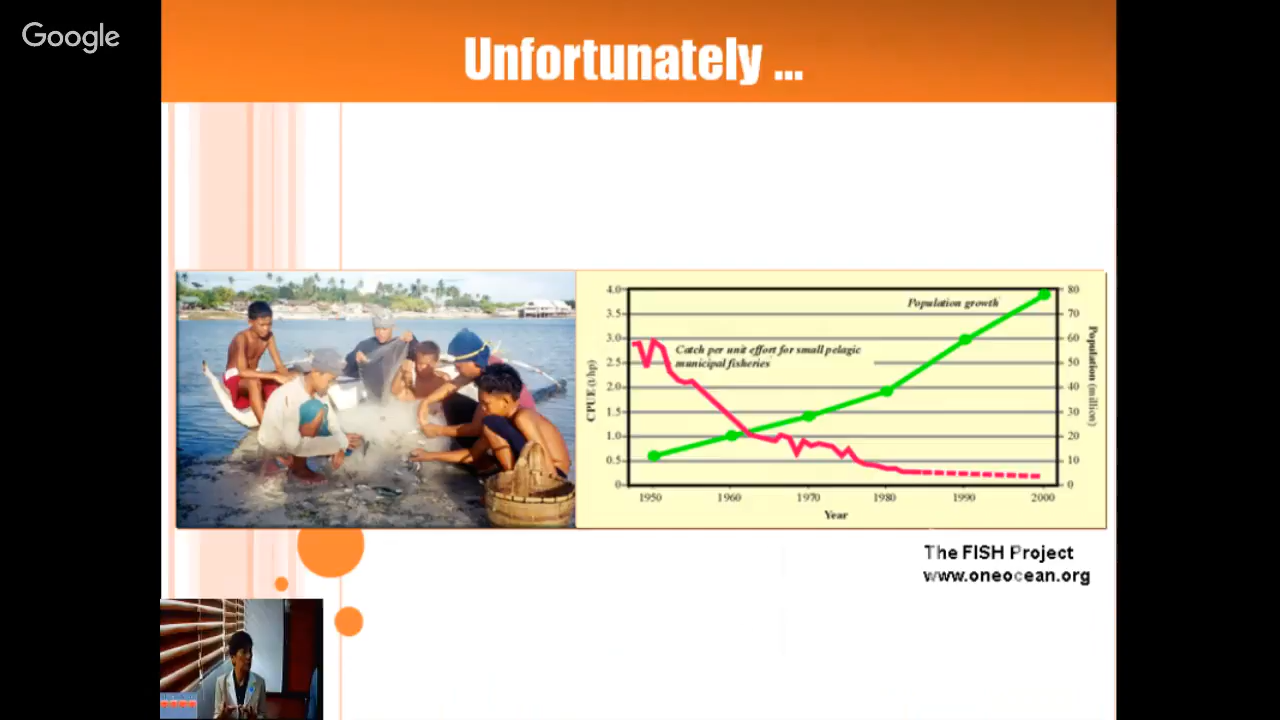 Google
Unfortunately ...
Population growth
Catch per unit effort for small pelagic
municipal fisheries
CPUE (t/hp)
4.0
3.5
3.0
2.5
2.0
1.5
1.0
0.5
0
80
70
60
50
40
30
20
10
0
Population (million)
1950 1960 1970 1980 1990 2000
Year
The FISH Project
www.oneocean.org